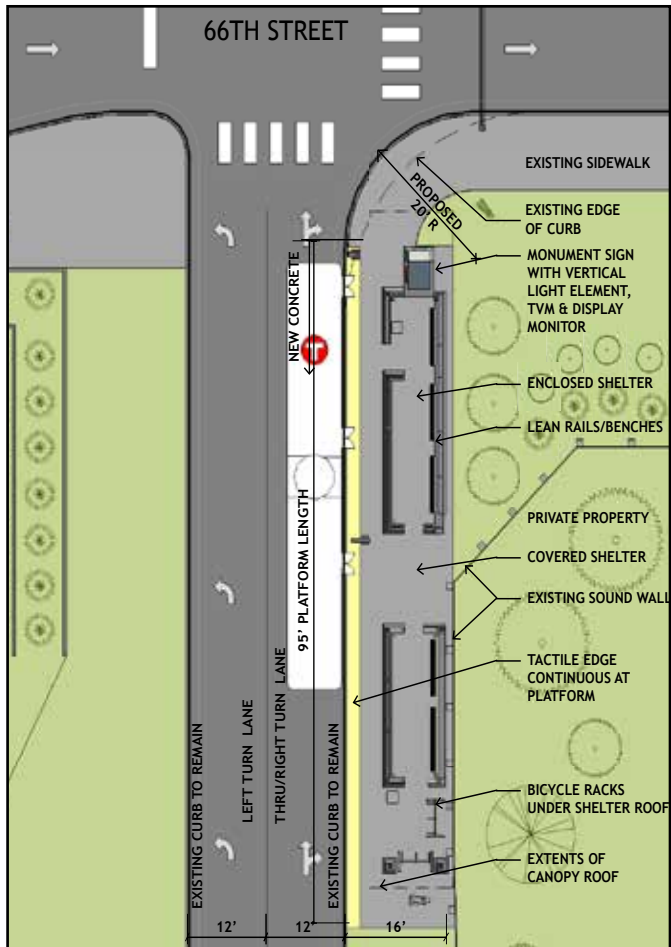 66TH STREET
EXISTING SIDEWALK
PROPOSED
20' R
EXISTING EDGE
OF CURB
MONUMENT SIGN
WITH VERTICAL
LIGHT ELEMENT,
TVM & DISPLAY
MONITOR
NEW CONCRETE
T
ENCLOSED SHELTER
LEAN RAILS/BENCHES
PRIVATE PROPERTY
COVERED SHELTER
EXISTING SOUND WALL
95' PLATFORM LENGTH
TACTILE EDGE
CONTINUOUS AT
PLATFORM
EXISTING CURB TO REMAIN
LEFT TURN LANE
THRU/RIGHT TURN LANE
EXISTING CURB TO REMAIN
BICYCLE RACKS
UNDER SHELTER ROOF
EXTENTS OF
CANOPY ROOF
12'
12'
16'